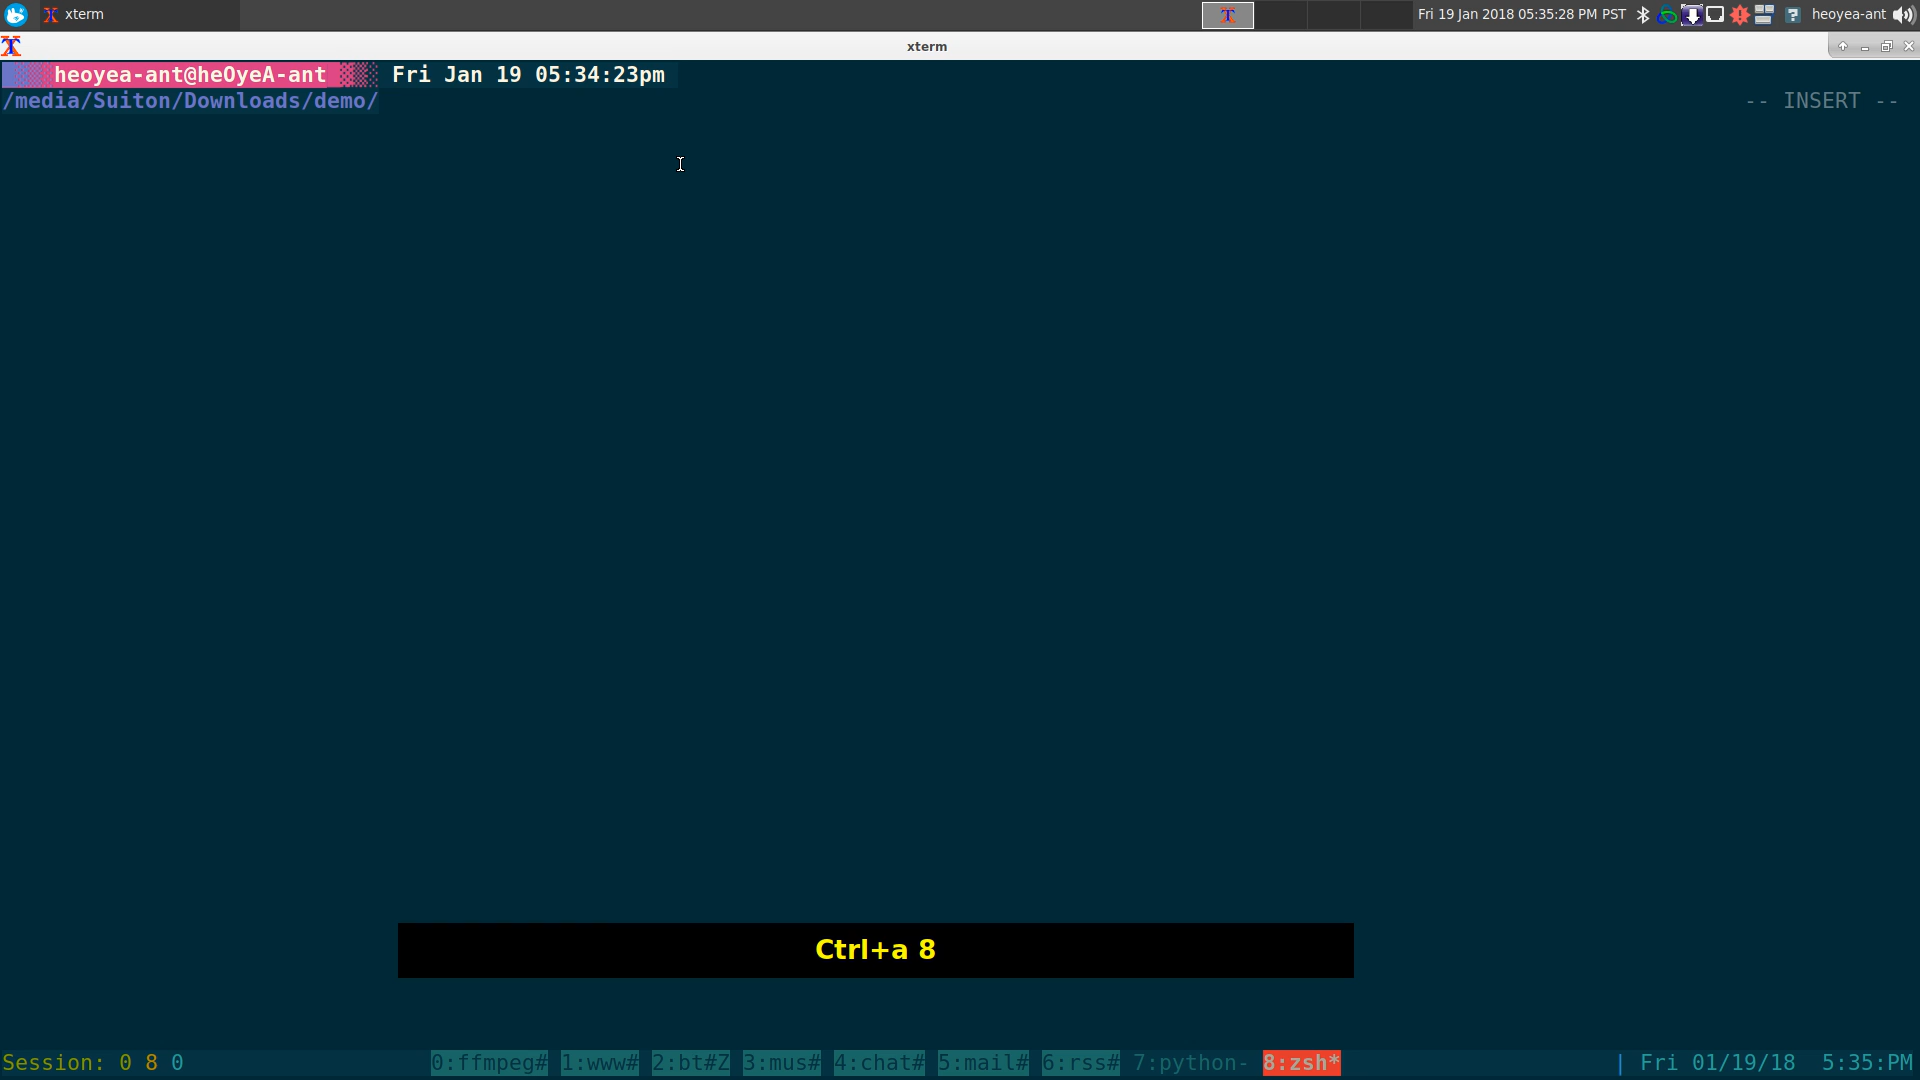 xterm
Fri 19 Jan 2018 05:35:28 PM PST
heoyea-ant
xterm
heoyea-ant@heOyeA-ant Fri Jan 19 05:34:23pm
/media/Suiton/Downloads/demo/ -- INSERT --
Ctrl+a 8
Session: 0 8 0 0:ffmpeg# 1:www# 2:bt#Z 3:mus# 4:chat# 5:mail# 6:rss# 7:python- 8:zsh* | Fri 01/19/18 5:35:PM